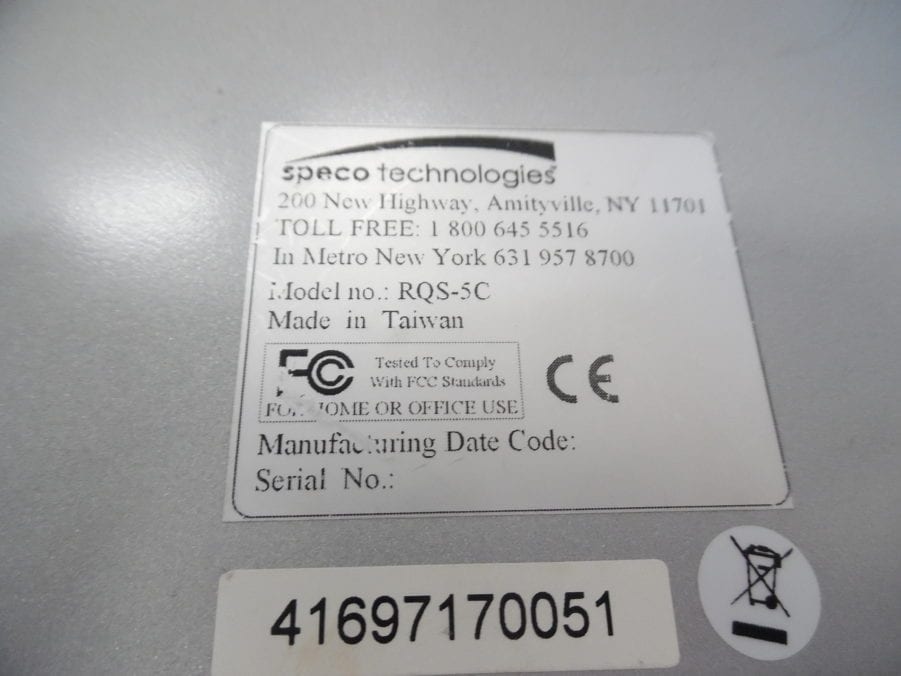 speco technologies
200 New Highway, Amityville, NY 11701
TOLL FREE: 1 800 645 5516
In Metro New York 631 957 8700
Model no.: RQS-5C
Made in Taiwan
FC Tested To Comply
With FCC Standards
FOR HOME OR OFFICE USE
CE
Manufacturing Date Code:
Serial No.:
41697170051